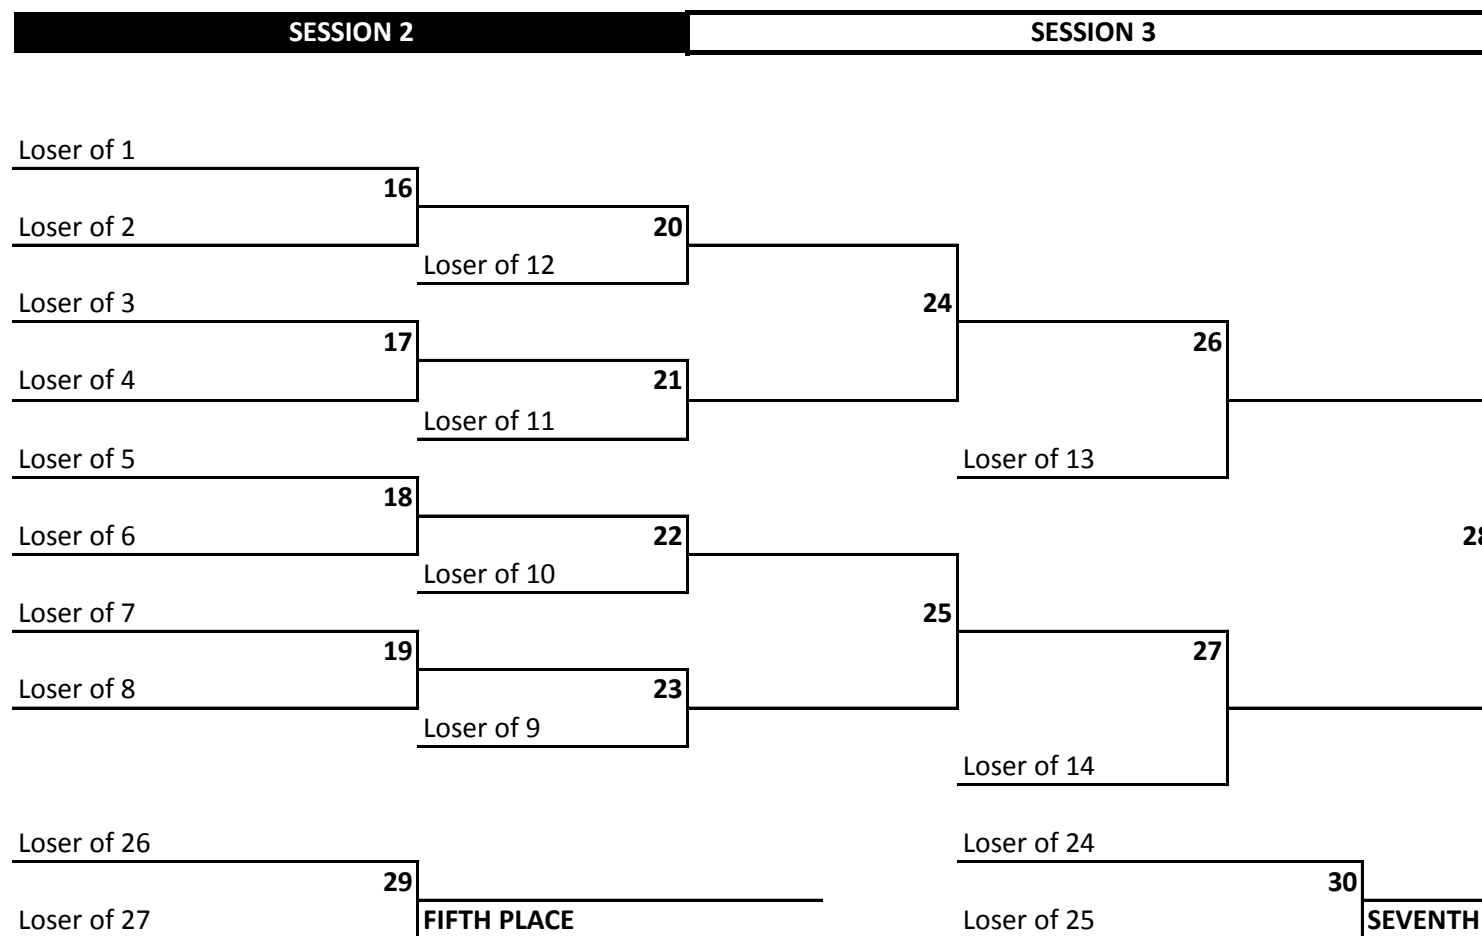 SESSION 2
SESSION 3
Loser of 1
16
Loser of 2
20
Loser of 12
Loser of 3
24
17
26
Loser of 4
21
Loser of 11
Loser of 5
Loser of 13
18
Loser of 6
22
28
Loser of 10
Loser of 7
25
19
27
Loser of 8
23
Loser of 9
Loser of 14
Loser of 26
Loser of 24
29
30
Loser of 27
FIFTH PLACE
Loser of 25
SEVENTH